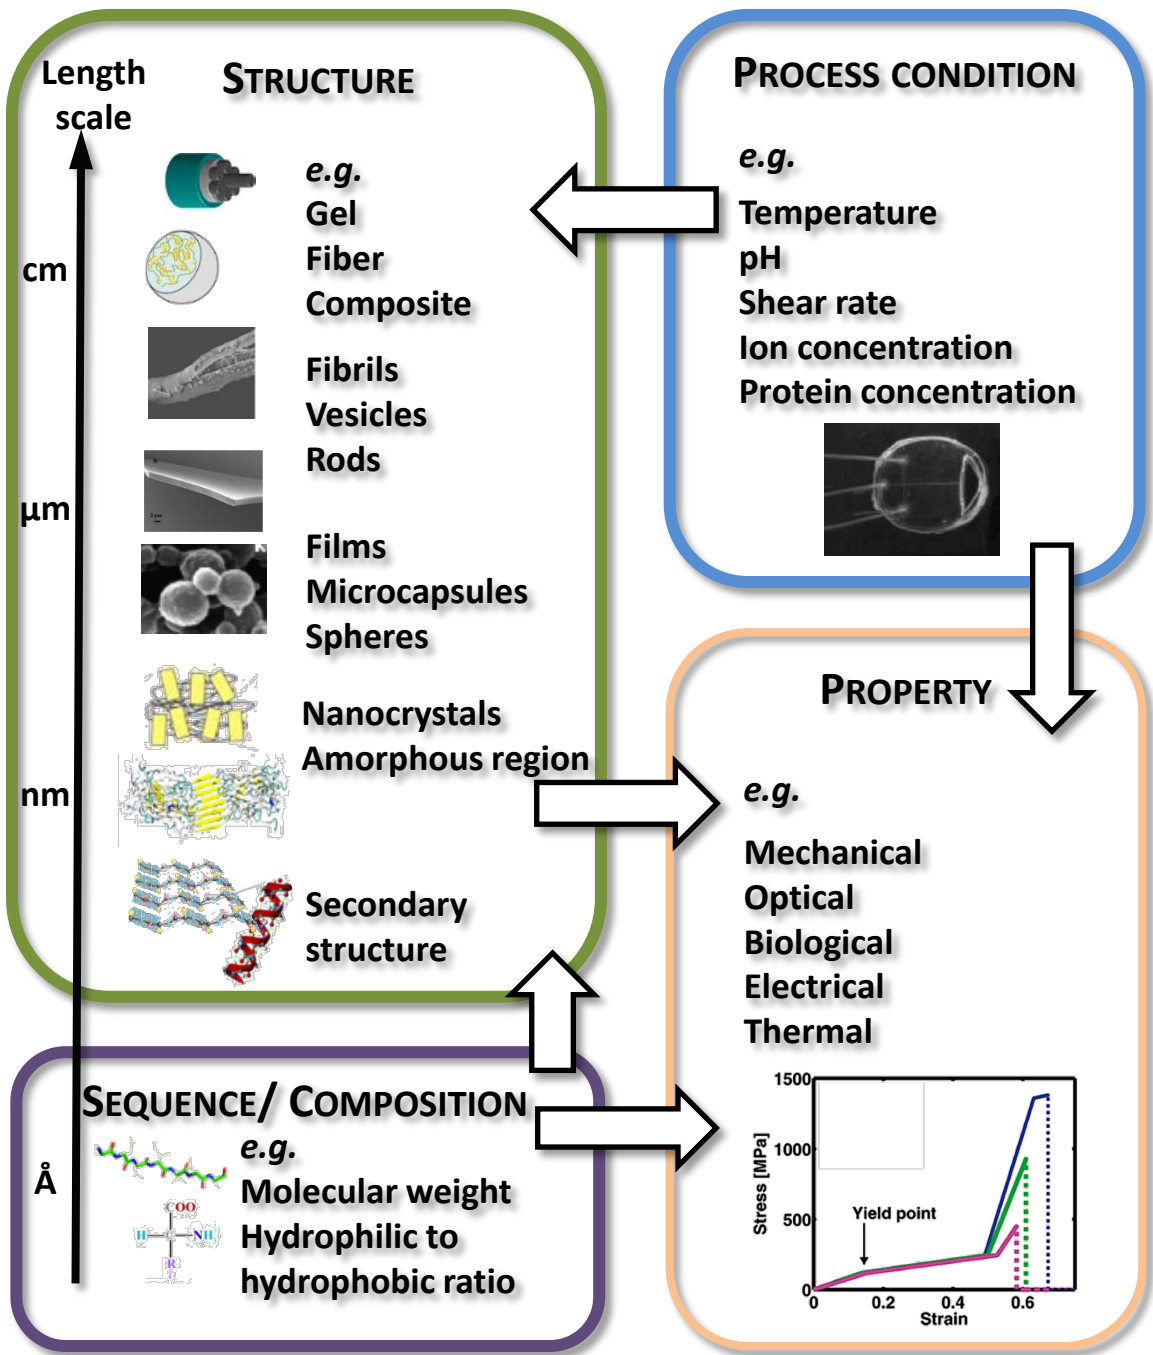 Length
scale
STRUCTURE
e.g.
Gel
Fiber
Composite
cm
Fibrils
Vesicles
Rods
µm
Films
Microcapsules
Spheres
Nanocrystals
Amorphous region
nm
Secondary
structure
PROCESS CONDITION
e.g.
Temperature
pH
Shear rate
Ion concentration
Protein concentration
PROPERTY
e.g.
Mechanical
Optical
Biological
Electrical
Thermal
1500
1000
500
0
Stress [MPa]
Yield point
0 0.2 0.4 0.6
Strain
SEQUENCE/ COMPOSITION
e.g.
Molecular weight
Hydrophilic to
hydrophobic ratio
Å
COO
H C NH
R